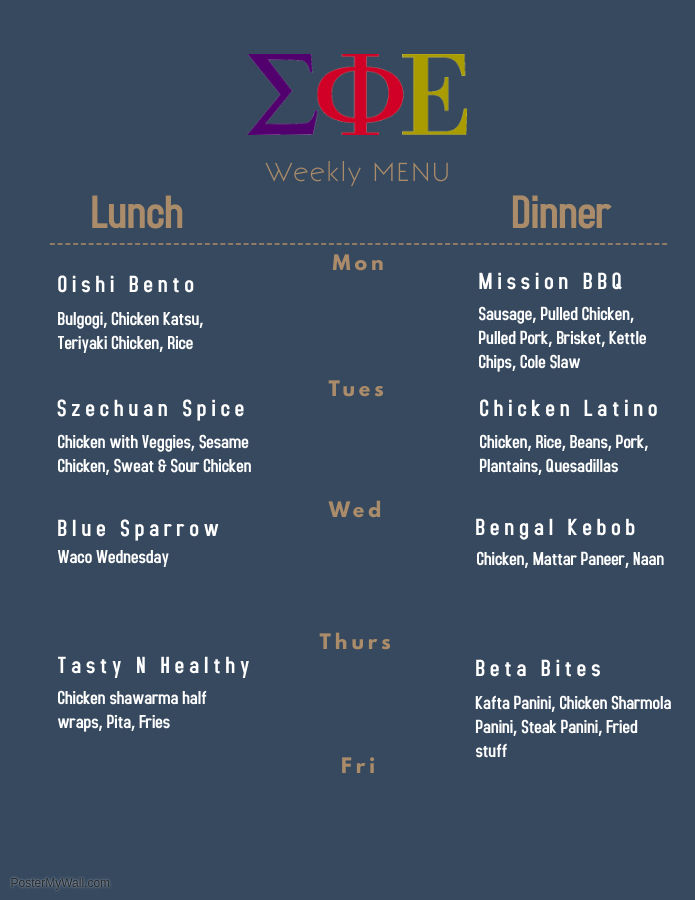 ΣΦΕ
Weekly MENU
Lunch
Dinner
Mon
Oishi Bento
Bulgogi, Chicken Katsu,
Teriyaki Chicken, Rice
Mission BBQ
Sausage, Pulled Chicken,
Pulled Pork, Brisket, Kettle
Chips, Cole Slaw
Tues
Szechuan Spice
Chicken with Veggies, Sesame
Chicken, Sweat & Sour Chicken
Chicken Latino
Chicken, Rice, Beans, Pork,
Plantains, Quesadillas
Wed
Blue Sparrow
Waco Wednesday
Bengal Kebob
Chicken, Mattar Paneer, Naan
Thurs
Tasty N Healthy
Chicken shawarma half
wraps, Pita, Fries
Beta Bites
Kafta Panini, Chicken Sharmola
Panini, Steak Panini, Fried
stuff
Fri
PosterMyWall.com